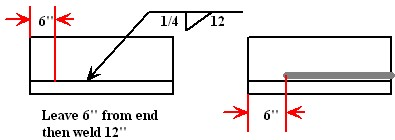 6"
1/4 12
Leave 6" from end
then weld 12"
6"